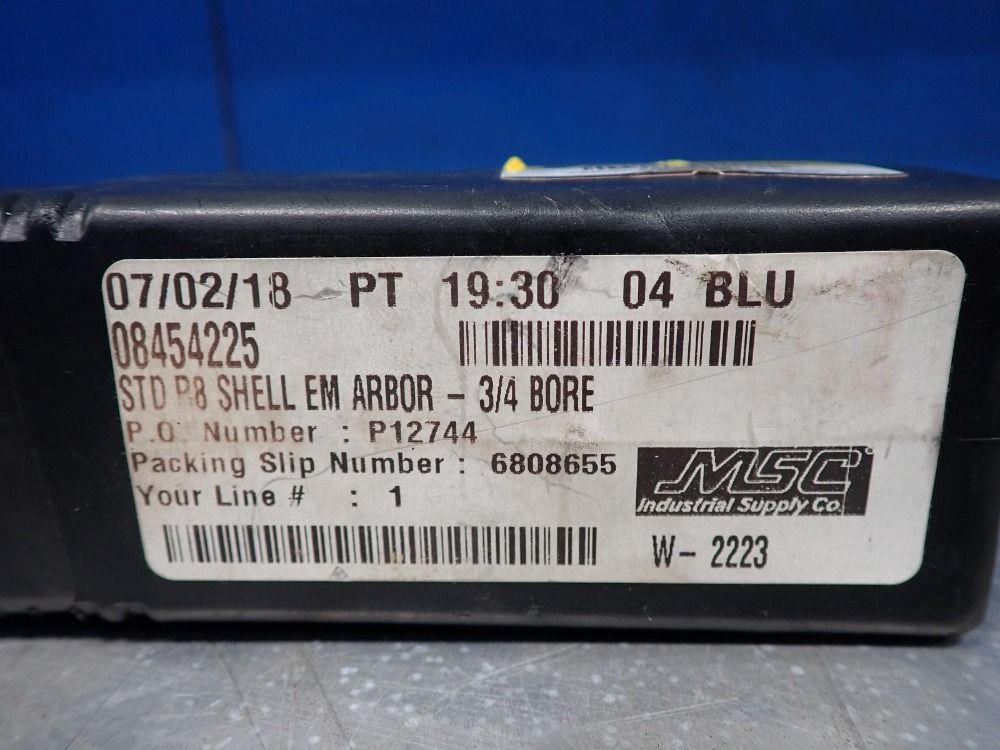 07/02/18 PT 19:30 04 BLU
08454225
STD R8 SHELL EM ARBOR - 3/4 BORE
P.O. Number : P12744
Packing Slip Number : 6808655
Your Line # : 1
MSC
Industrial Supply Co.
W- 2223